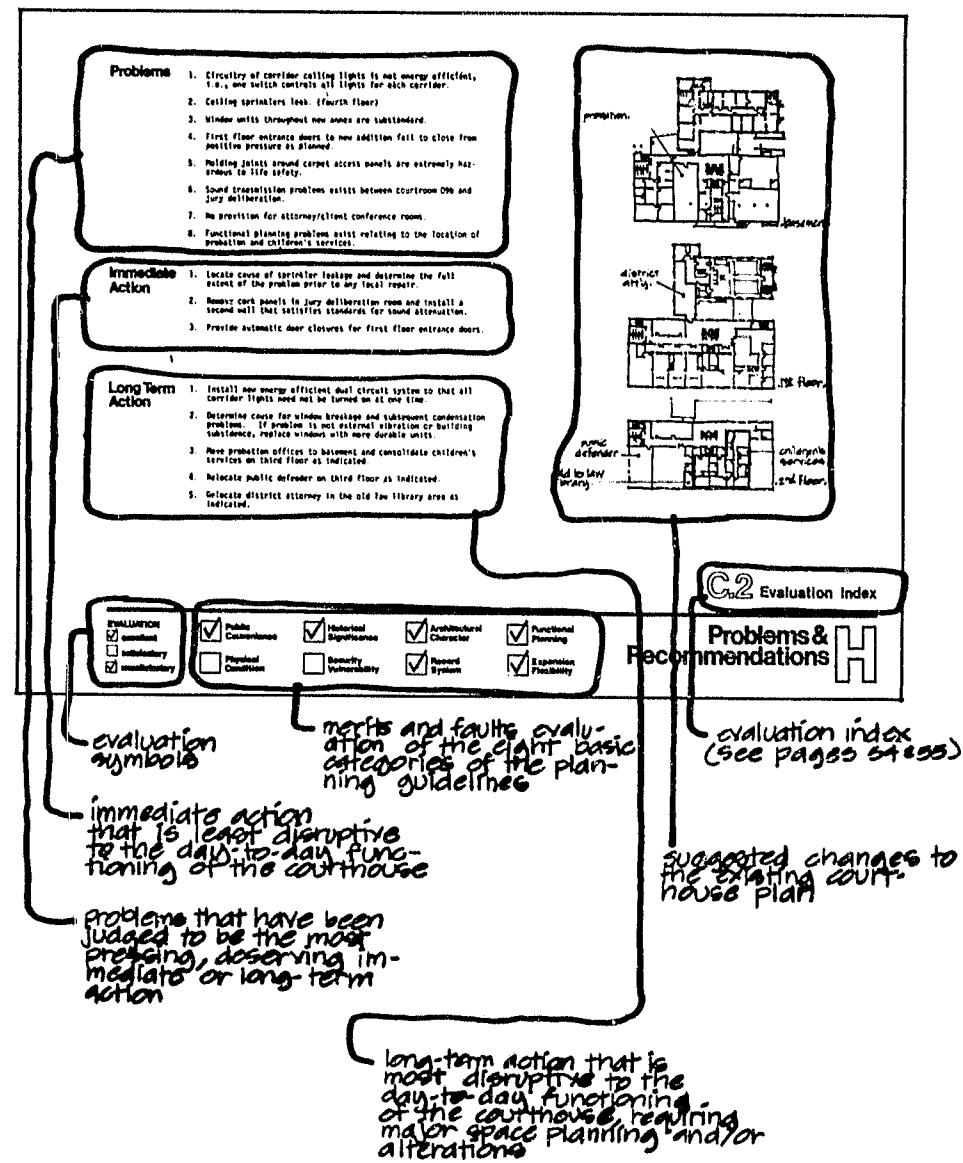 Problems
1. Circuitry of corridor ceiling lights is not energy efficient,
i.e., one switch controls all lights for each corridor.
2. Ceiling sprinklers leak. (fourth floor)
3. Window units throughout new annex are substandard.
4. First floor entrance doors to new addition fail to close from
positive pressure as planned.
5. Molding joints around carpet access panels are extremely haz-
ardous to life safety.
6. Sound transmission problems exists between courtroom DMb and
jury deliberation.
7. No provision for attorney/client conference rooms.
8. Functional planning problems exist relating to the location of
probation and children's services.
Immediate
Action
1. Locate cause of sprinkler leakage and determine the full
extent of the problem prior to any local repair.
2. Remove cork panels in jury deliberation room and install a
second wall that satisfies standards for sound attenuation.
3. Provide automatic door closures for first floor entrance doors.
Long Term
Action
1. Install new energy efficient dual circuit system so that all
corridor lights need not be turned on at one time.
2. Determine cause for window breakage and subsequent condensation
problems. If problem is not external vibration or building
subsidence, replace windows with more durable units.
3. Move probation offices to basement and consolidate children's
services on third floor as indicated.
4. Relocate public defender on third floor as indicated.
5. Relocate district attorney in the old law library area as
indicated.
probation
basement
district
atty.
1st floor.
public
defender
children's
services
add to law
library
2nd floor.
C.2 Evaluation Index
EVALUATION
excellent
satisfactory
unsatisfactory
Public
Convenience
Historical
Significance
Architectural
Character
Functional
Planning
Physical
Condition
Security
Vulnerability
Record
System
Expansion
Flexibility
Problems &
Recommendations
H
evaluation
symbols
merits and faults evalu-
ation of the eight basic
categories of the plan-
ning guidelines
evaluation index
(see pages 54&55)
immediate action
that is least disruptive
to the day-to-day func-
tioning of the courthouse
suggested changes to
the existing court-
house plan
problems that have been
judged to be the most
pressing, deserving im-
mediate or long-term
action
long-term action that is
most disruptive to the
day-to-day functioning
of the courthouse, requiring
major space planning and/or
alterations